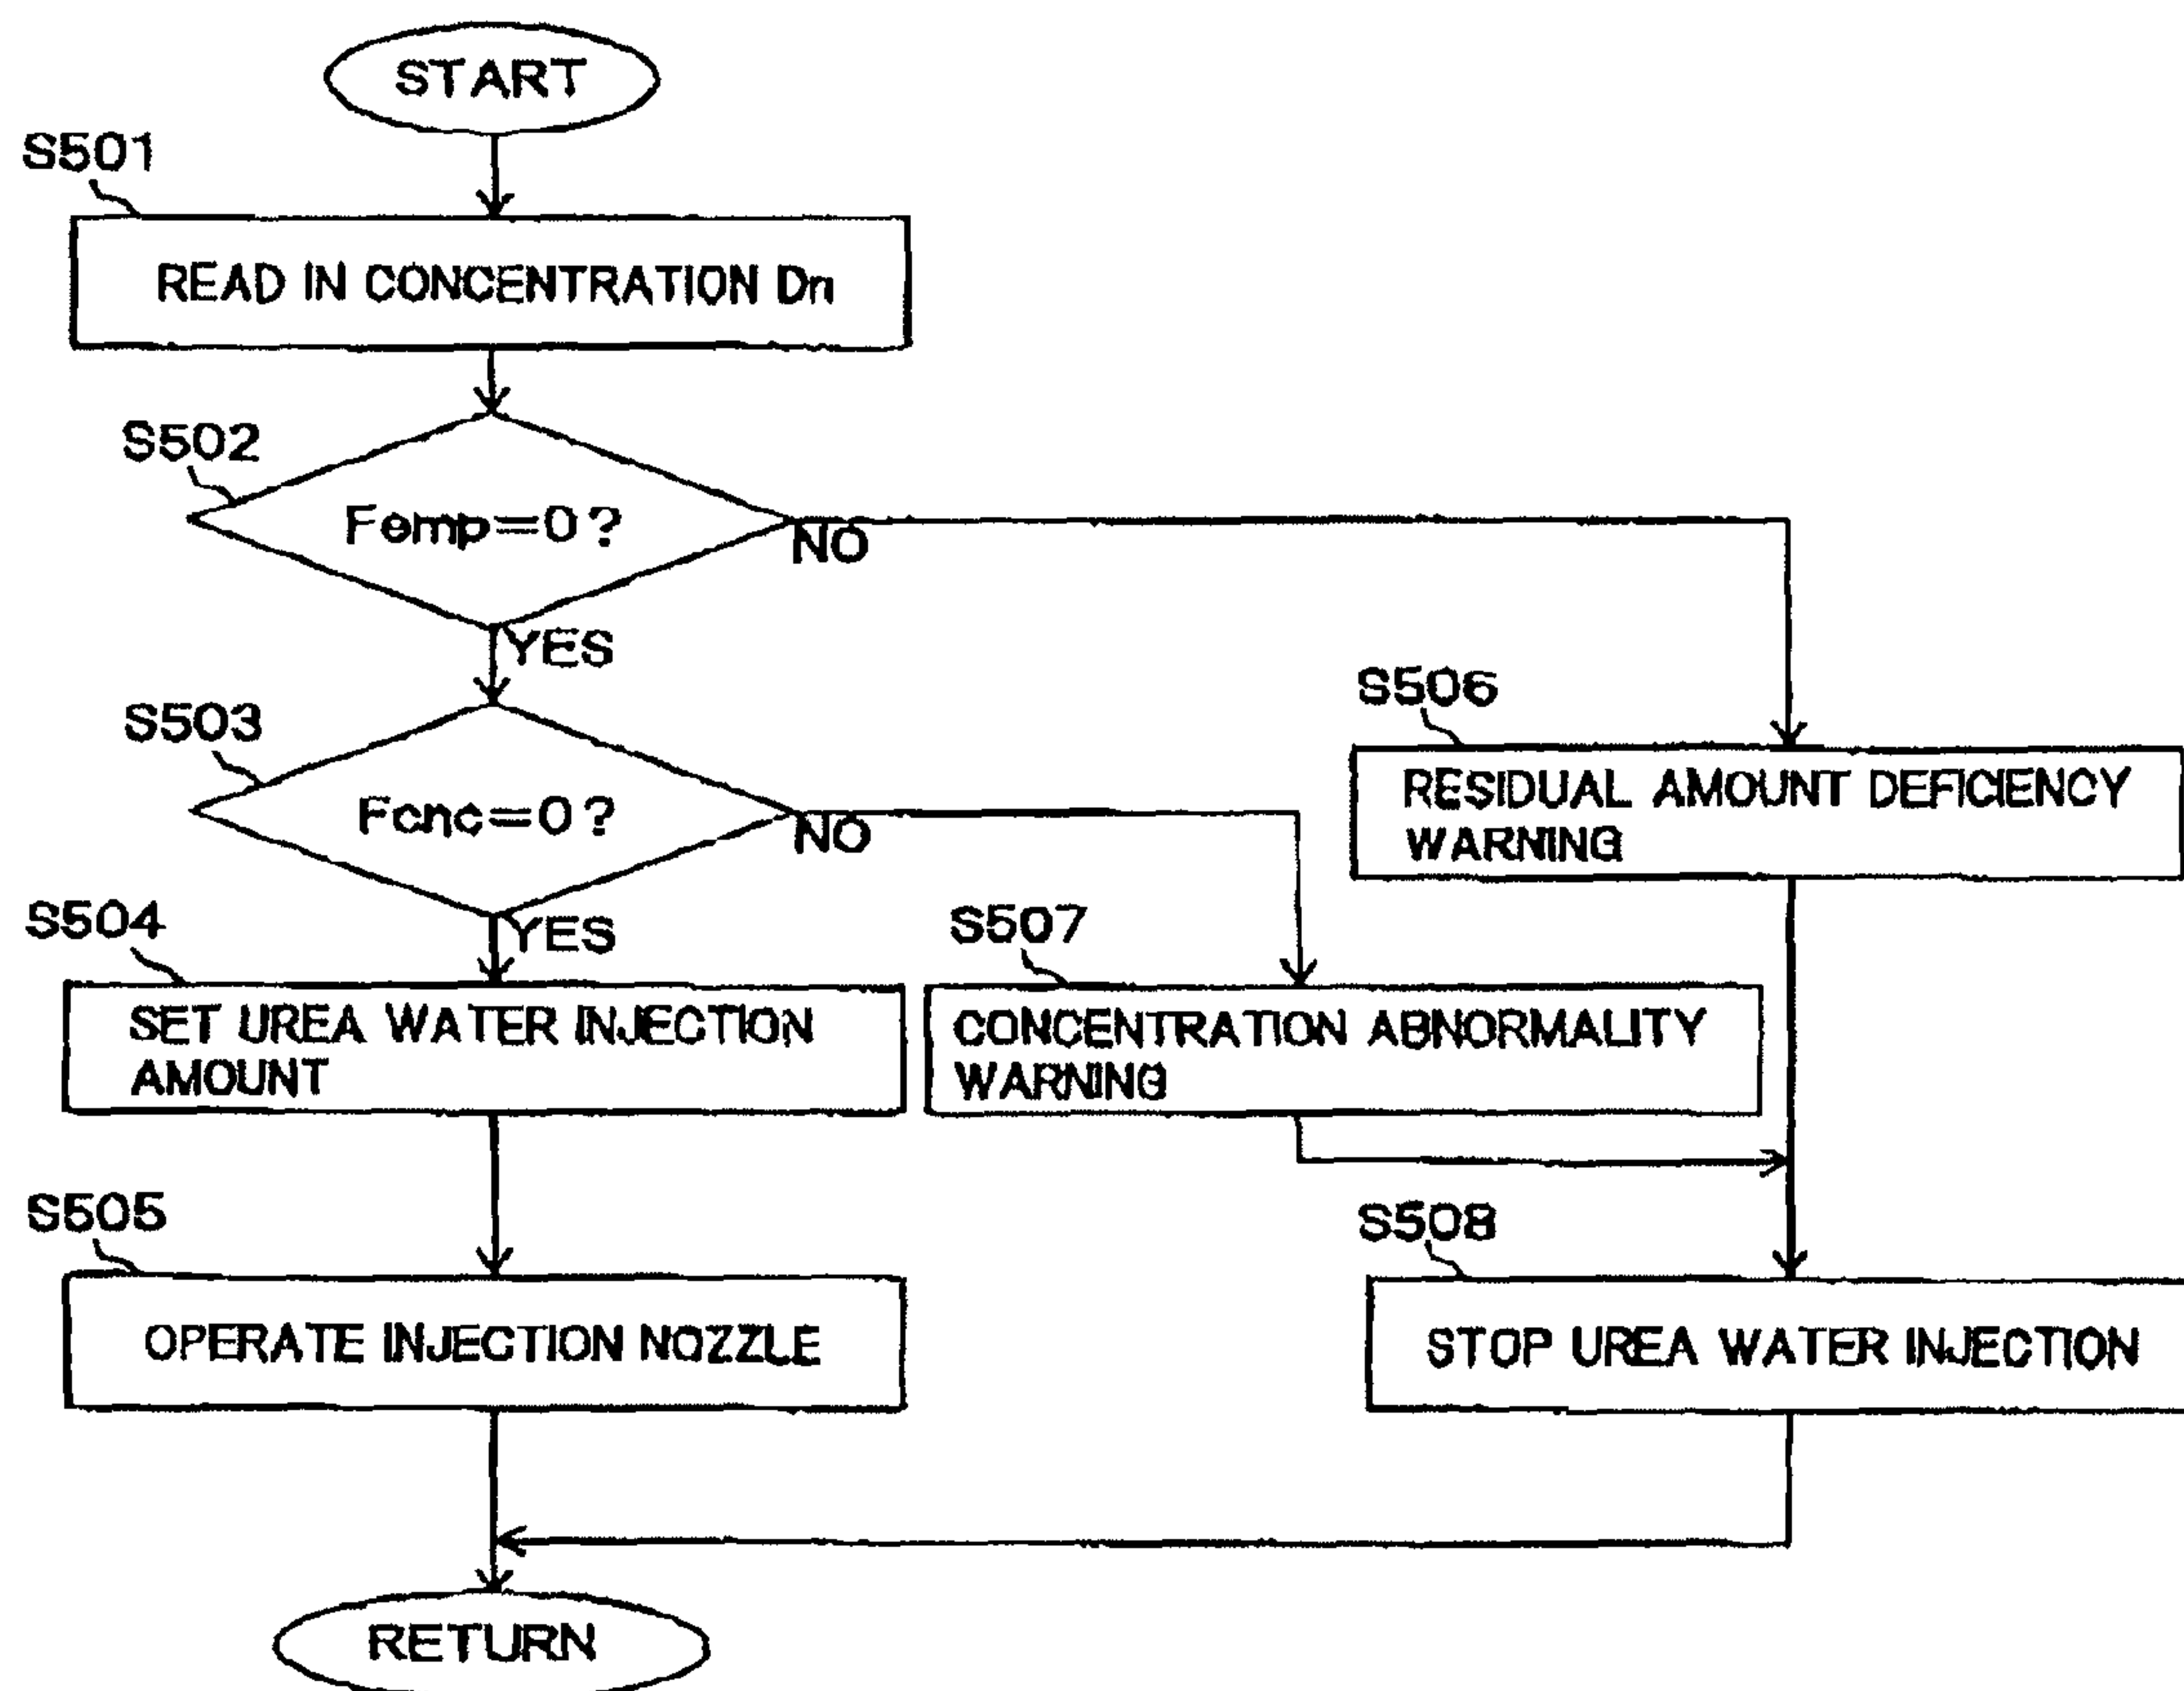 START
S501
READ IN CONCENTRATION Dn
S502
Femp=0?
NO
YES
S503
Fcnc=0?
NO
YES
S506
RESIDUAL AMOUNT DEFICIENCY
WARNING
S504
SET UREA WATER INJECTION
AMOUNT
S507
CONCENTRATION ABNORMALITY
WARNING
S505
OPERATE INJECTION NOZZLE
S508
STOP UREA WATER INJECTION
RETURN